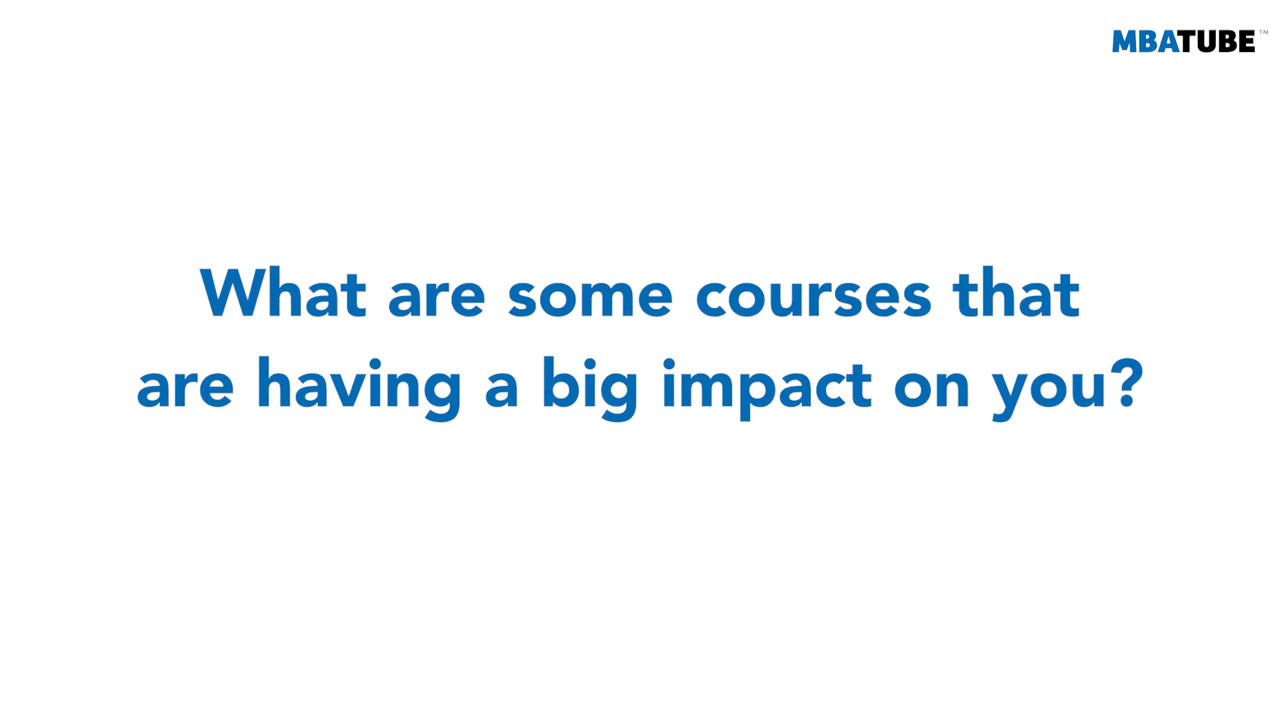 MBATUBE™
What are some courses that
are having a big impact on you?